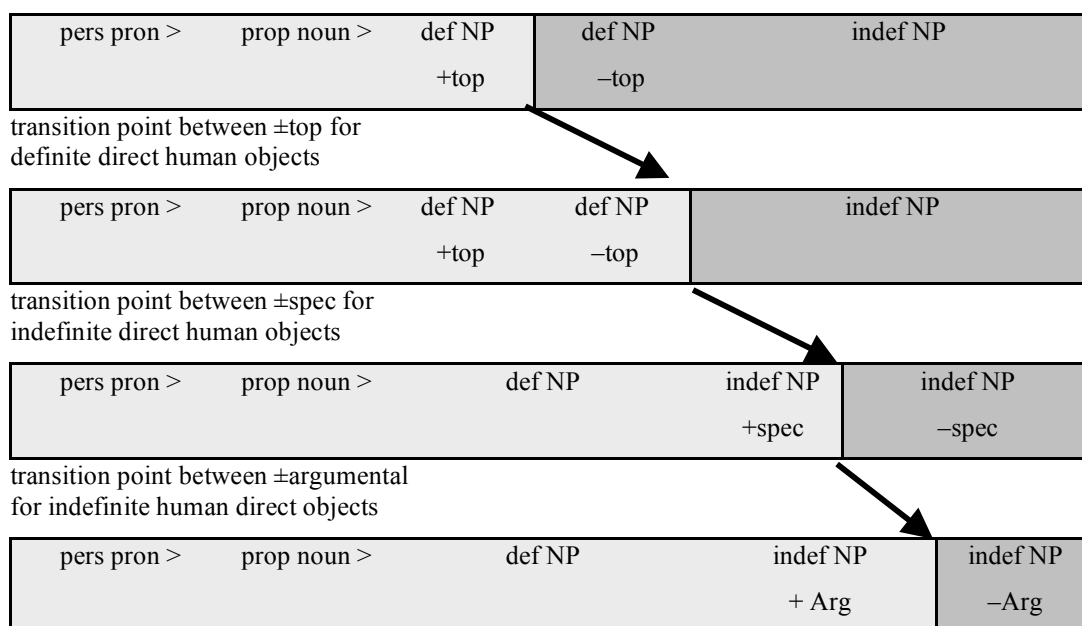 pers pron > prop noun > def NP def NP indef NP
+top –top
transition point between ±top for
definite direct human objects
pers pron > prop noun > def NP def NP indef NP
+top –top
transition point between ±spec for
indefinite direct human objects
pers pron > prop noun > def NP indef NP indef NP
+spec –spec
transition point between ±argumental
for indefinite human direct objects
pers pron > prop noun > def NP indef NP indef NP
+ Arg –Arg